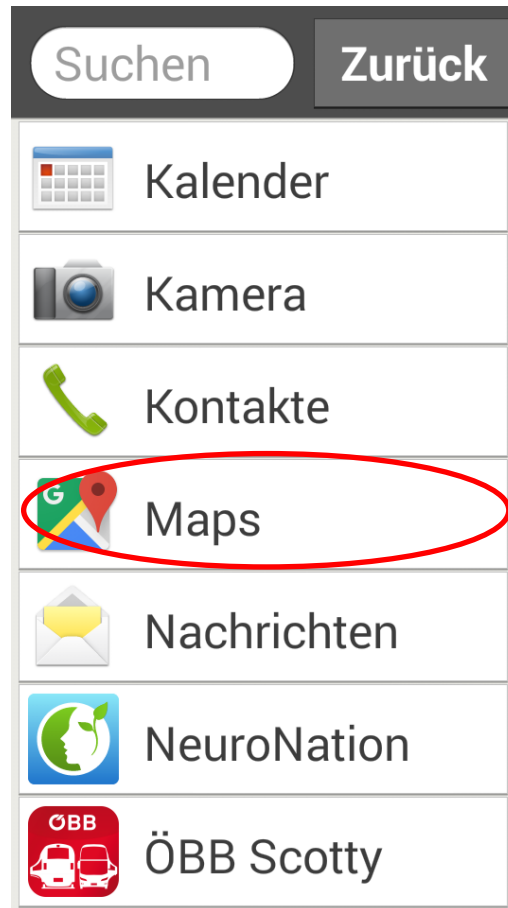 Suchen Zurück
Kalender
Kamera
Kontakte
G
Maps
Nachrichten
NeuroNation
ÖBB
ÖBB Scotty